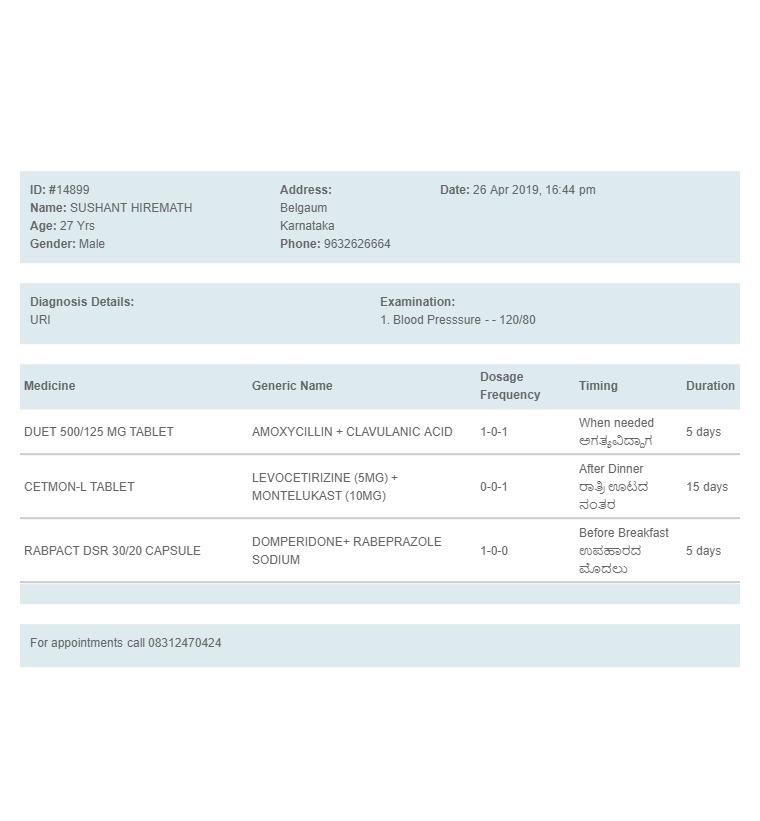 ID: #14899
Name: SUSHANT HIREMATH
Age: 27 Yrs
Gender: Male
Address:
Belgaum
Karnataka
Phone: 9632626664
Date: 26 Apr 2019, 16:44 pm
Diagnosis Details:
URI
Examination:
1. Blood Presssure - - 120/80
Medicine
Generic Name
Dosage
Frequency
Timing
Duration
DUET 500/125 MG TABLET
AMOXYCILLIN + CLAVULANIC ACID
1-0-1
When needed
ಅಗತ್ಯವಿದ್ದಾಗ
5 days
CETMON-L TABLET
LEVOCETIRIZINE (5MG) +
MONTELUKAST (10MG)
0-0-1
After Dinner
ರಾತ್ರಿ ಊಟದ
ನಂತರ
15 days
RABPACT DSR 30/20 CAPSULE
DOMPERIDONE+ RABEPRAZOLE
SODIUM
1-0-0
Before Breakfast
ಉಪಹಾರದ
ಮೊದಲು
5 days
For appointments call 08312470424